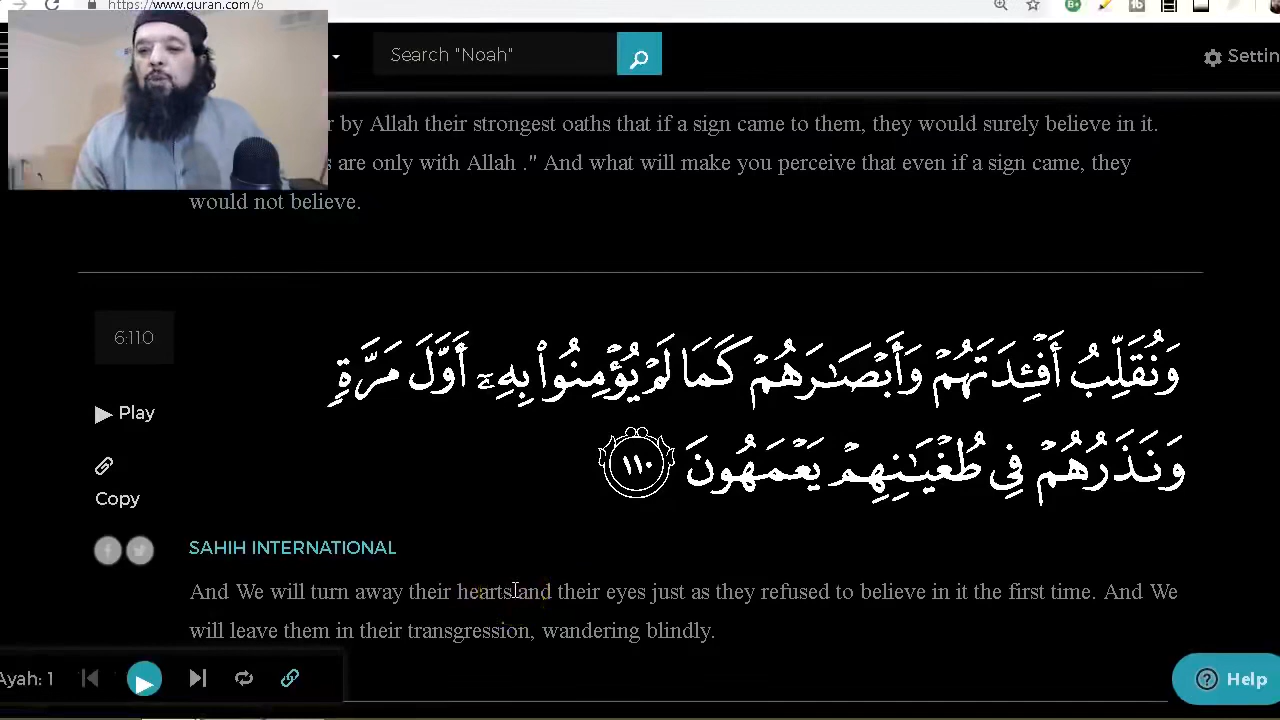 https://www.quran.com/6
Search "Noah"
Settin
r by Allah their strongest oaths that if a sign came to them, they would surely believe in it.
s are only with Allah ." And what will make you perceive that even if a sign came, they
would not believe.
6:110
وَنُقَلِّبُ أَفْـِٔدَتَهُمْ وَأَبْصَـٰرَهُمْ كَمَا لَمْ يُؤْمِنُوا۟ بِهِۦٓ أَوَّلَ مَرَّةٍ
Play
وَنَذَرُهُمْ فِى طُغْيَـٰنِهِمْ يَعْمَهُونَ ١١٠
Copy
SAHIH INTERNATIONAL
And We will turn away their hearts and their eyes just as they refused to believe in it the first time. And We
will leave them in their transgression, wandering blindly.
Ayah: 1
Help